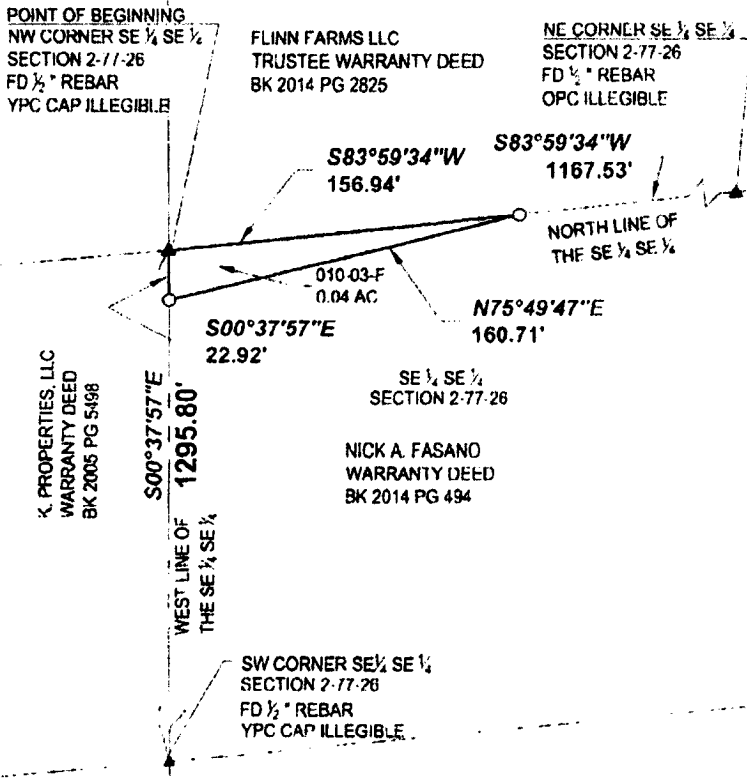 POINT OF BEGINNING
NW CORNER SE ¼ SE ¼
SECTION 2-77-26
FD ½" REBAR
YPC CAP ILLEGIBLE
FLINN FARMS LLC
TRUSTEE WARRANTY DEED
BK 2014 PG 2825
NE CORNER SE ¼ SE ¼
SECTION 2-77-26
FD ½" REBAR
OPC ILLEGIBLE
S83°59'34"W
156.94'
S83°59'34"W
1167.53'
NORTH LINE OF
THE SE ¼ SE ¼
010-03-F
0.04 AC
S00°37'57"E
22.92'
N75°49'47"E
160.71'
SE ¼ SE ¼
SECTION 2-77-26
NICK A. FASANO
WARRANTY DEED
BK 2014 PG 494
K. PROPERTIES, LLC
WARRANTY DEED
BK 2005 PG 5498
S00°37'57"E
1295.80'
WEST LINE OF
THE SE ¼ SE ¼
SW CORNER SE¼ SE ¼
SECTION 2-77-26
FD ½" REBAR
YPC CAP ILLEGIBLE